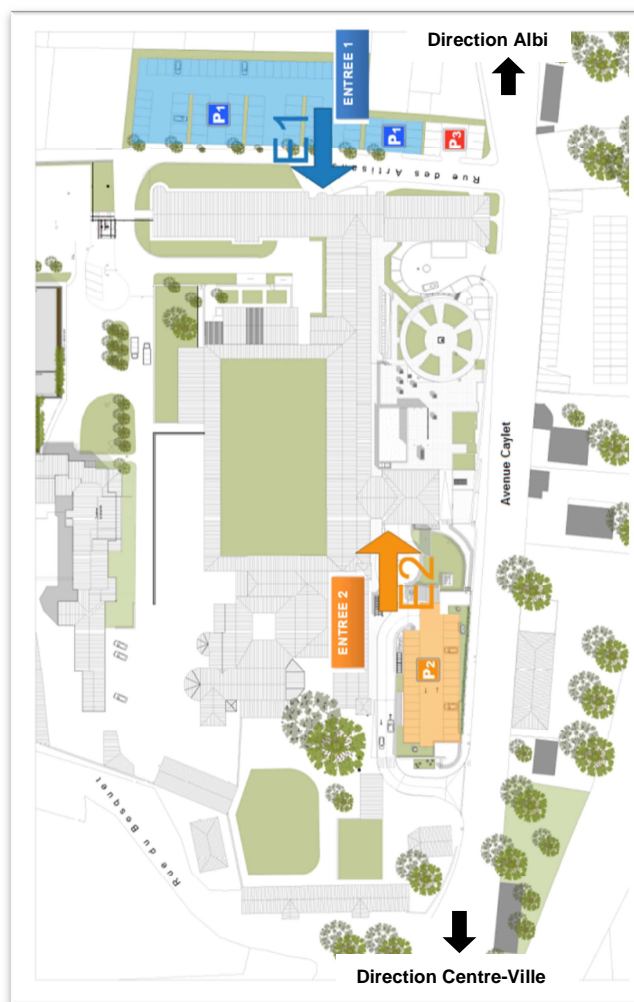 Direction Albi
ENTREE 1
E1
P1
P1
P3
Rue des Artisans
Avenue Caylet
E2
ENTREE 2
P2
Rue du Bosquet
Direction Centre-Ville